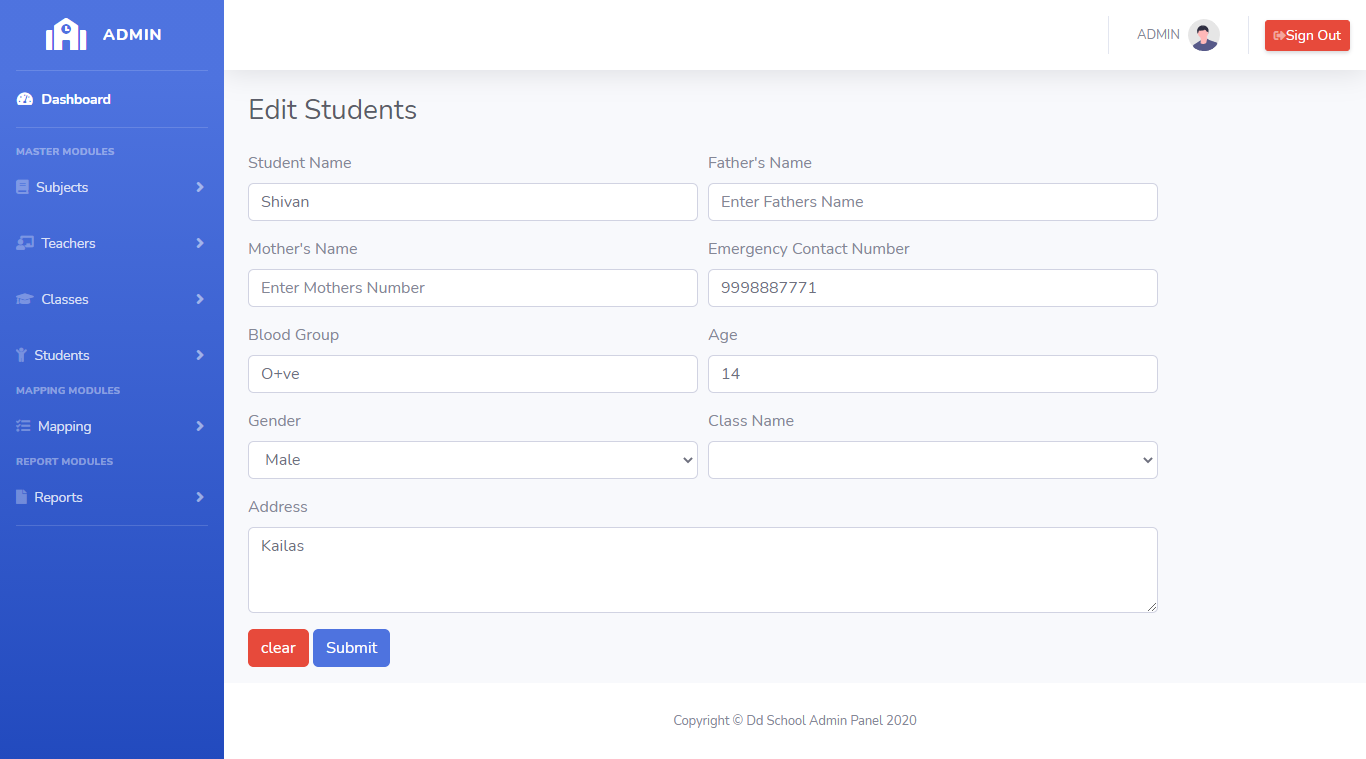 ADMIN
Dashboard
MASTER MODULES
Subjects
Teachers
Classes
Students
MAPPING MODULES
Mapping
REPORT MODULES
Reports
ADMIN
Sign Out
Edit Students
Student Name
Father's Name
Shivan
Enter Fathers Name
Mother's Name
Emergency Contact Number
Enter Mothers Number
9998887771
Blood Group
Age
O+ve
14
Gender
Class Name
Male
Address
Kailas
clear
Submit
Copyright © Dd School Admin Panel 2020